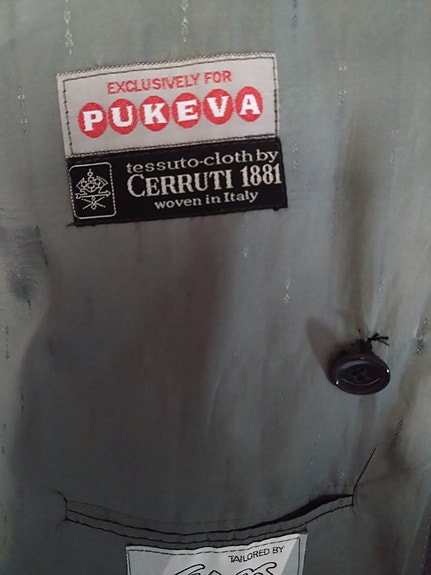 EXCLUSIVELY FOR
PUKEVA
tessuto-cloth by
CERRUTI 1881
woven in Italy
TAILORED BY